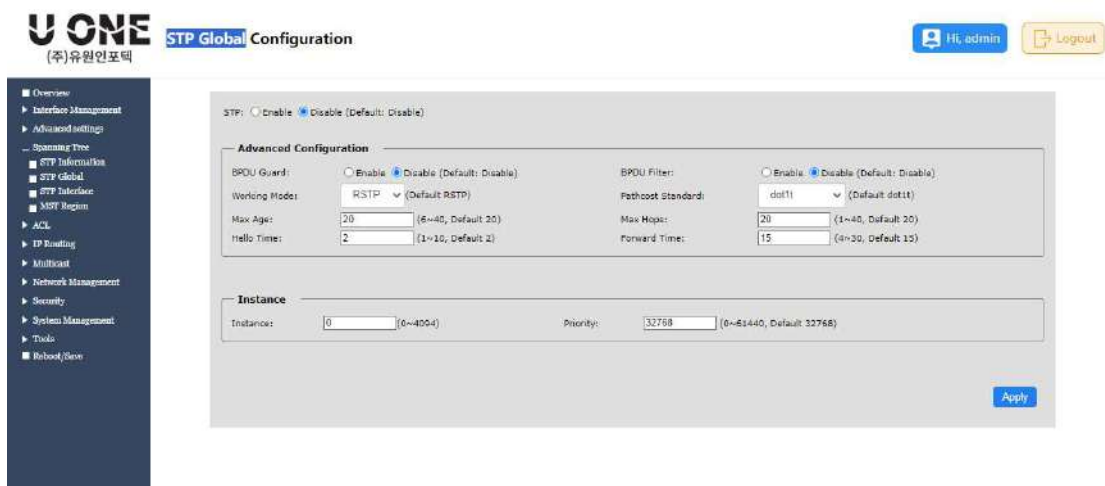 U ONE
(주)유원인포텍
STP Global Configuration
Hi, admin
Logout
Overview
Interface Management
Advanced settings
Spanning Tree
STP Information
STP Global
STP Interface
MST Region
ACL
IP Routing
Multicast
Network Management
Security
System Management
Tools
Reboot/Save
STP: Enable Disable (Default: Disable)
Advanced Configuration
BPDU Guard: Enable Disable (Default: Disable) BPDU Filter: Enable Disable (Default: Disable)
Working Mode: RSTP (Default RSTP) Pathcost Standard: dot1t (Default dot1t)
Max Age: 20 (6~40, Default 20) Max Hops: 20 (1~40, Default 20)
Hello Time: 2 (1~10, Default 2) Forward Time: 15 (4~30, Default 15)
Instance
Instance: 0 (0~4094) Priority: 32768 (0~61440, Default 32768)
Apply